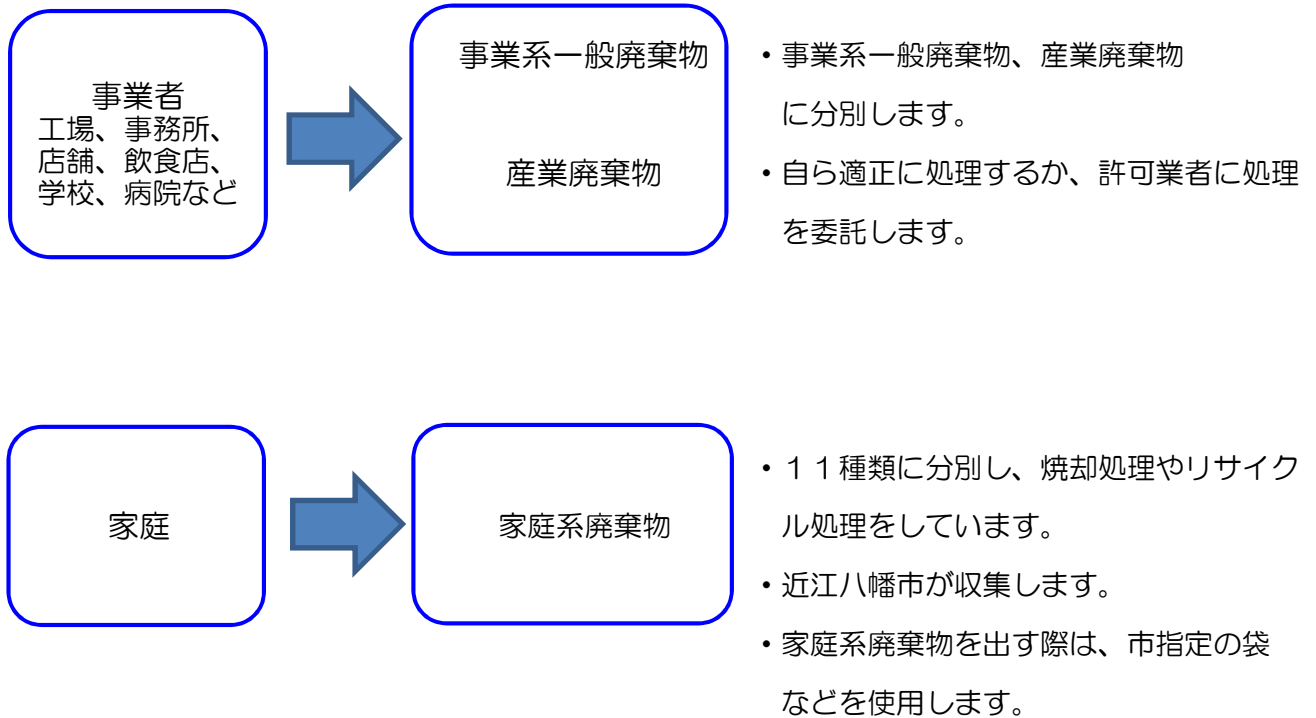 事業者
工場、事務所、
店舗、飲食店、
学校、病院など
事業系一般廃棄物
産業廃棄物
・事業系一般廃棄物、産業廃棄物
に分別します。
・自ら適正に処理するか、許可業者に処理
を委託します。
家庭
家庭系廃棄物
・１１種類に分別し、焼却処理やリサイク
ル処理をしています。
・近江八幡市が収集します。
・家庭系廃棄物を出す際は、市指定の袋
などを使用します。